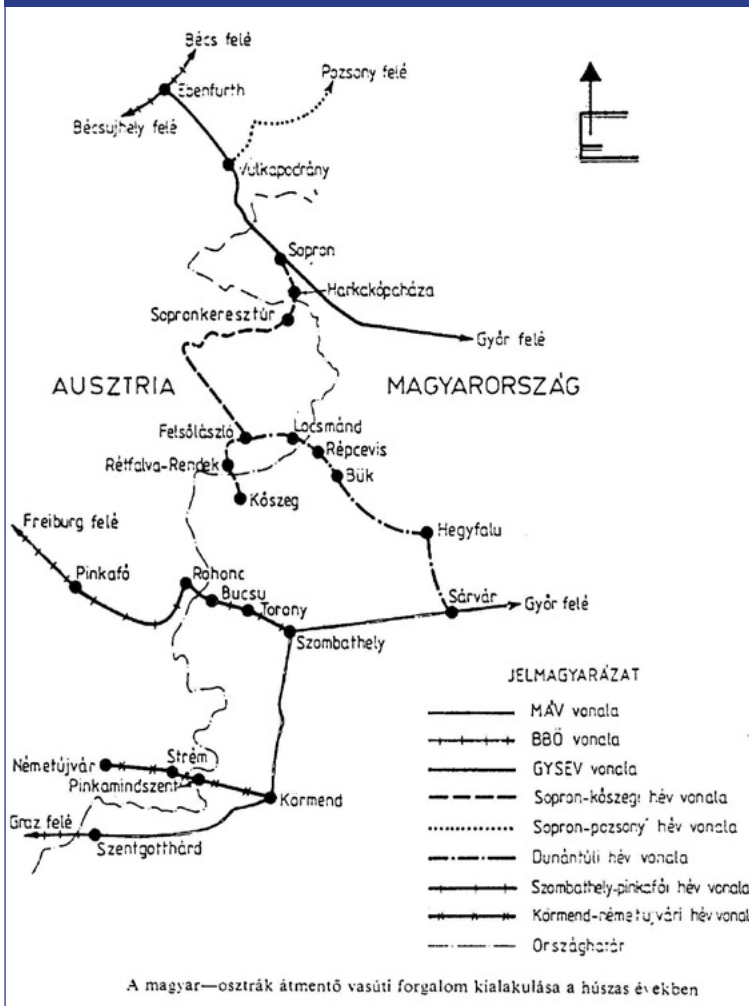 Bécs felé
Pozsony felé
Ebenfurth
Bécsujhely felé
Vulkapodrány
Sopron
Harkakópaháza
Sopronkeresztúr
Győr felé
AUSZTRIA
MAGYARORSZÁG
Felsőlászló
Locsmánd
Répcevis
Rétfalva-Rendek
Bük
Kőszeg
Freiburg felé
Hegyfalu
Pinkafő
Rohonc
Bucsu
Torony
Sárvár
Győr felé
Szombathely
JELMAGYARÁZAT
MÁV vonala
BBÖ vonala
GYSEV vonala
Sopron-kőszegi hév vonala
Sopron-pozsonyi hév vonala
Dunántúli hév vonala
Szombathely-pinkafői hév vonala
Körmend-németujvári hév vonal
Országhatár
Németújvár
Strém
Pinkamindszent
Körmend
Graz felé
Szentgotthárd
A magyar—osztrák átmentő vasúti forgalom kialakulása a húszas években